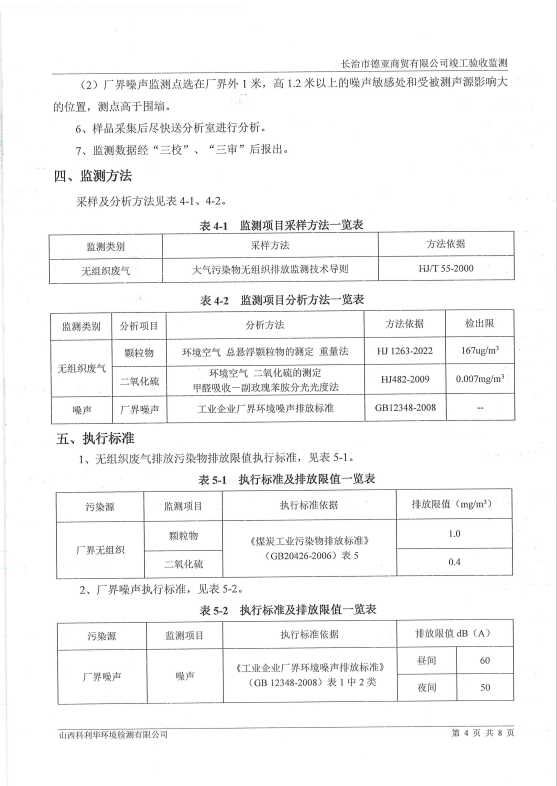 长治市德亚商贸有限公司竣工验收监测
（2）厂界噪声监测点选在厂界外 1 米，高 1.2 米以上的噪声敏感处和受被测声源影响大
的位置，测点高于围墙。
6、样品采集后尽快送分析室进行分析。
7、监测数据经“三校”、“三审”后报出。
四、监测方法
采样及分析方法见表 4-1、4-2。
表 4-1 监测项目采样方法一览表
监测类别 采样方法 方法依据
无组织废气 大气污染物无组织排放监测技术导则 HJ/T 55-2000
表 4-2 监测项目分析方法一览表
监测类别 分析项目 分析方法 方法依据 检出限
无组织废气 颗粒物 环境空气 总悬浮颗粒物的测定 重量法 HJ 1263-2022 167ug/m³
二氧化硫 环境空气 二氧化硫的测定
甲醛吸收－副玫瑰苯胺分光光度法 HJ482-2009 0.007mg/m³
噪声 厂界噪声 工业企业厂界环境噪声排放标准 GB12348-2008 --
五、执行标准
1、无组织废气排放污染物排放限值执行标准，见表 5-1。
表 5-1 执行标准及排放限值一览表
污染源 监测项目 执行标准依据 排放限值（mg/m³）
厂界无组织 颗粒物 《煤炭工业污染物排放标准》
（GB20426-2006）表 5 1.0
二氧化硫 0.4
2、厂界噪声执行标准，见表 5-2。
表 5-2 执行标准及排放限值一览表
污染源 监测项目 执行标准依据 排放限值 dB（A）
厂界噪声 噪声 《工业企业厂界环境噪声排放标准》
（GB 12348-2008）表 1 中 2 类 昼间 60
夜间 50
山西科利华环境检测有限公司 第 4 页 共 8 页